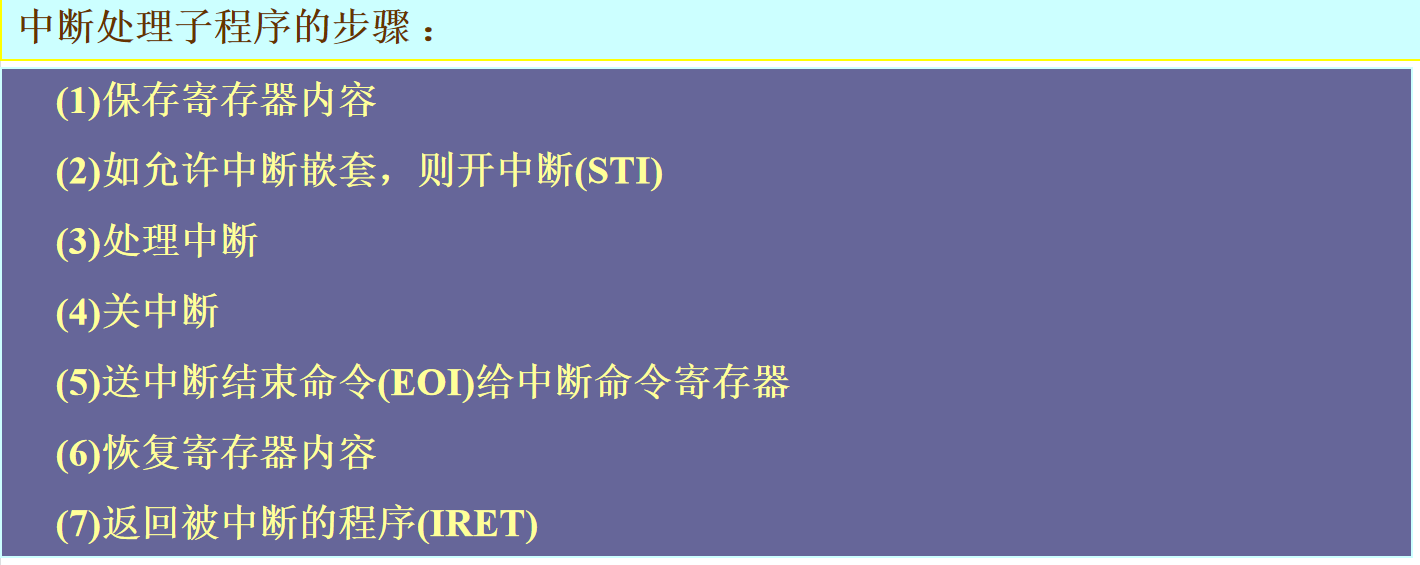 中断处理子程序的步骤：
(1)保存寄存器内容
(2)如允许中断嵌套，则开中断(STI)
(3)处理中断
(4)关中断
(5)送中断结束命令(EOI)给中断命令寄存器
(6)恢复寄存器内容
(7)返回被中断的程序(IRET)